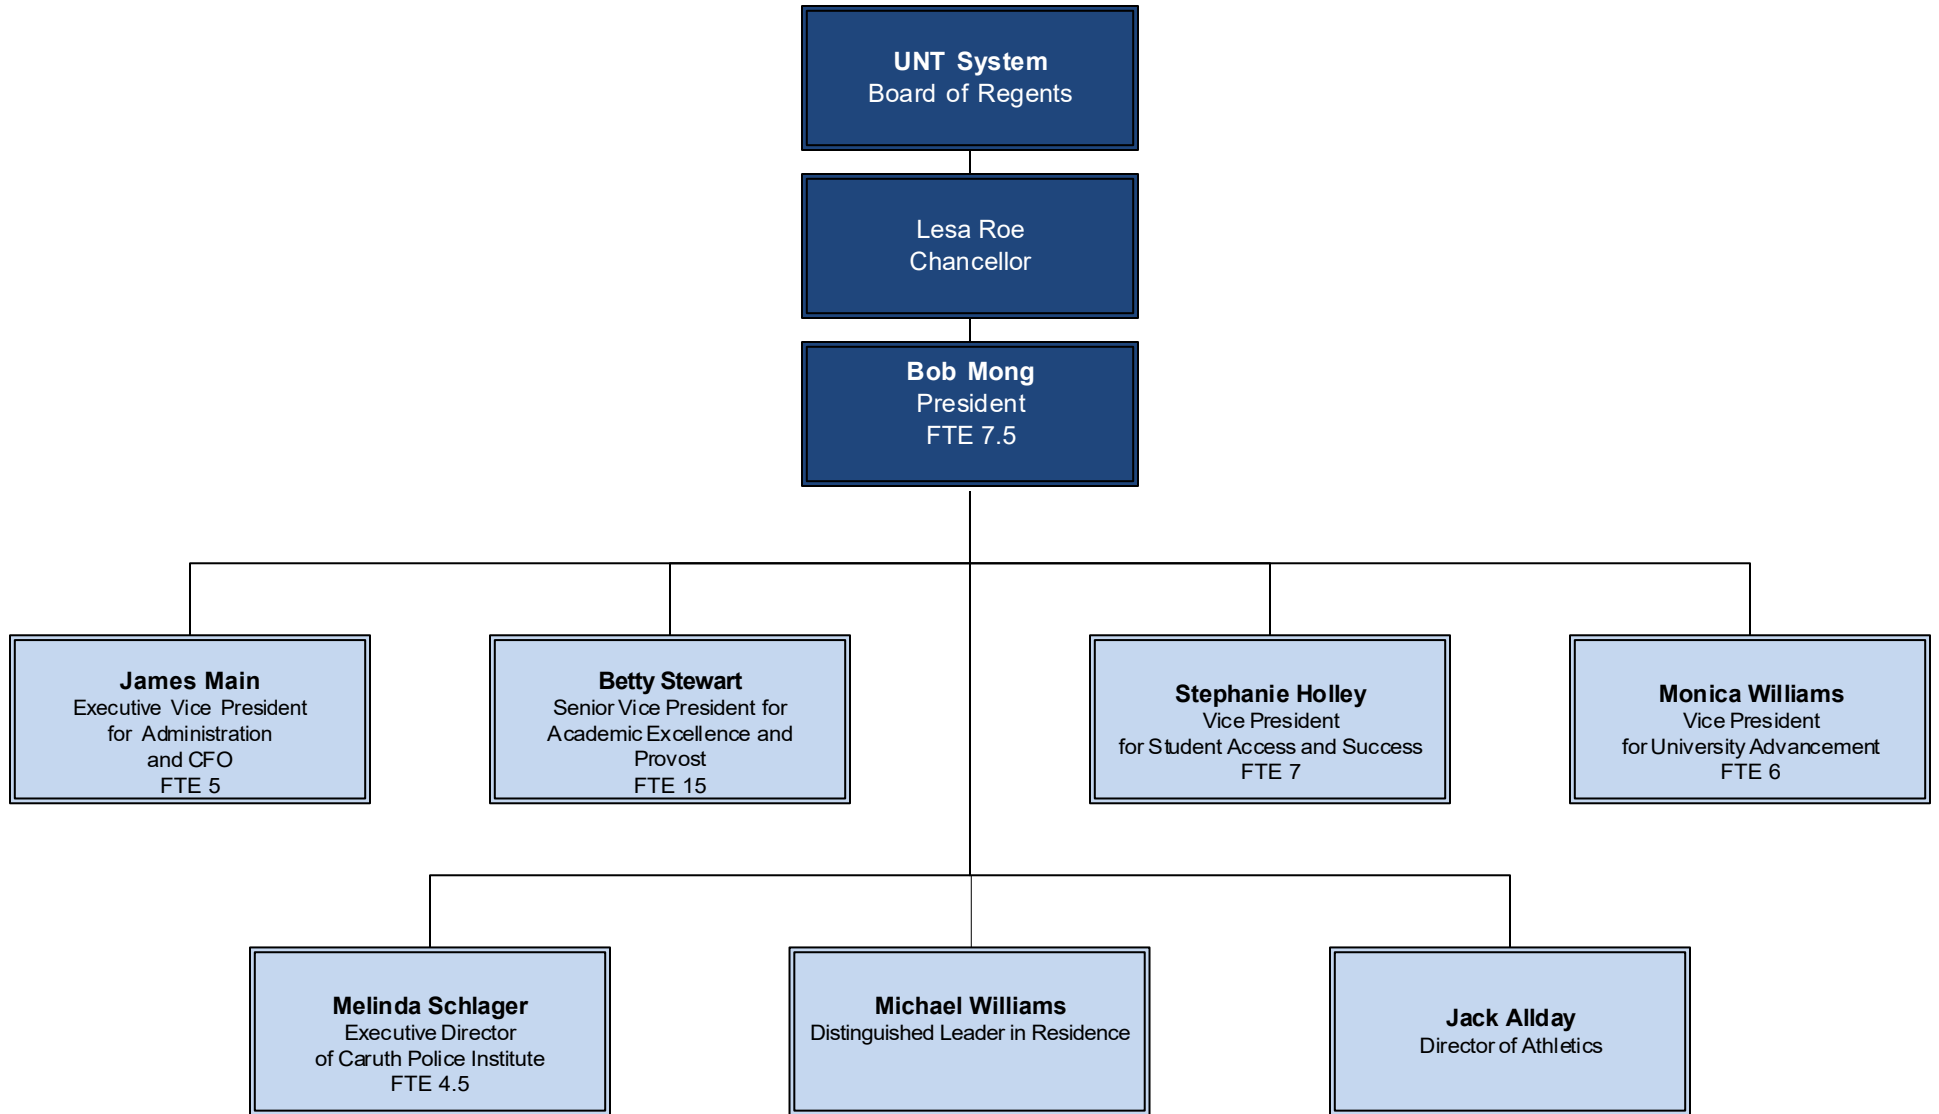 UNT System
Board of Regents
Lesa Roe
Chancellor
Bob Mong
President
FTE 7.5
James Main
Executive Vice President
for Administration
and CFO
FTE 5
Betty Stewart
Senior Vice President for
Academic Excellence and
Provost
FTE 15
Stephanie Holley
Vice President
for Student Access and Success
FTE 7
Monica Williams
Vice President
for University Advancement
FTE 6
Melinda Schlager
Executive Director
of Caruth Police Institute
FTE 4.5
Michael Williams
Distinguished Leader in Residence
Jack Allday
Director of Athletics